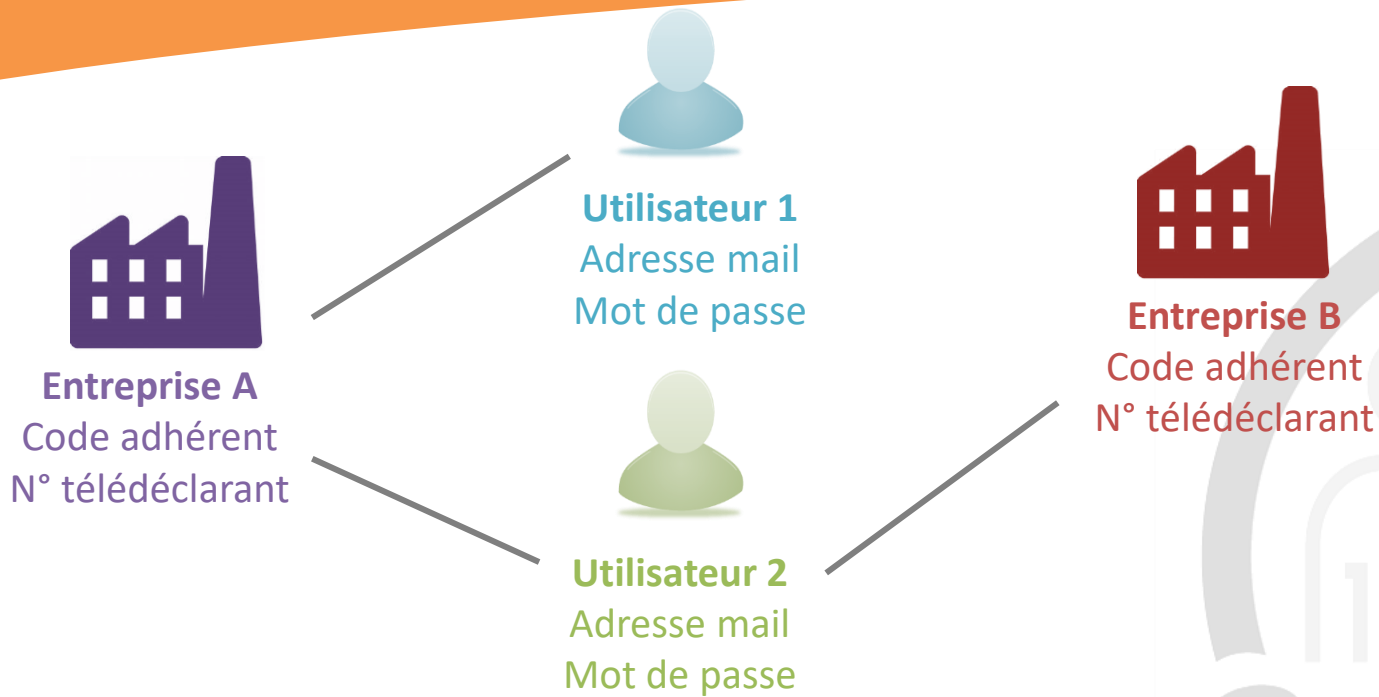 Entreprise A
Code adhérent
N° télédéclarant
Utilisateur 1
Adresse mail
Mot de passe
Utilisateur 2
Adresse mail
Mot de passe
Entreprise B
Code adhérent
N° télédéclarant